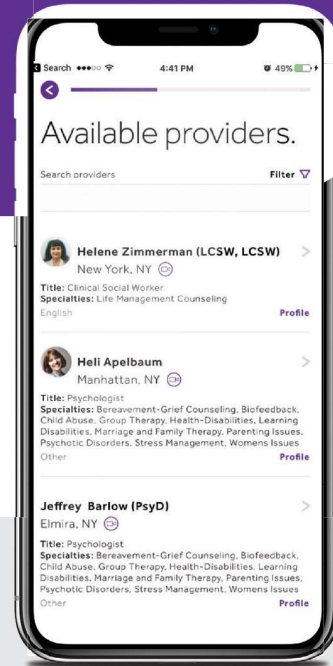 Search
4:41 PM
49%
Available providers.
Search providers
Filter
Helene Zimmerman (LCSW, LCSW)
New York, NY
Title: Clinical Social Worker
Specialties: Life Management Counseling
English
Profile
Heli Apelbaum
Manhattan, NY
Title: Psychologist
Specialties: Bereavement-Grief Counseling, Biofeedback,
Child Abuse, Group Therapy, Health-Disabilities, Learning
Disabilities, Marriage and Family Therapy, Parenting Issues,
Psychotic Disorders, Stress Management, Womens Issues
Other
Profile
Jeffrey Barlow (PsyD)
Elmira, NY
Title: Psychologist
Specialties: Bereavement-Grief Counseling, Biofeedback,
Child Abuse, Group Therapy, Health-Disabilities, Learning
Disabilities, Marriage and Family Therapy, Parenting Issues,
Psychotic Disorders, Stress Management, Womens Issues
Other
Profile